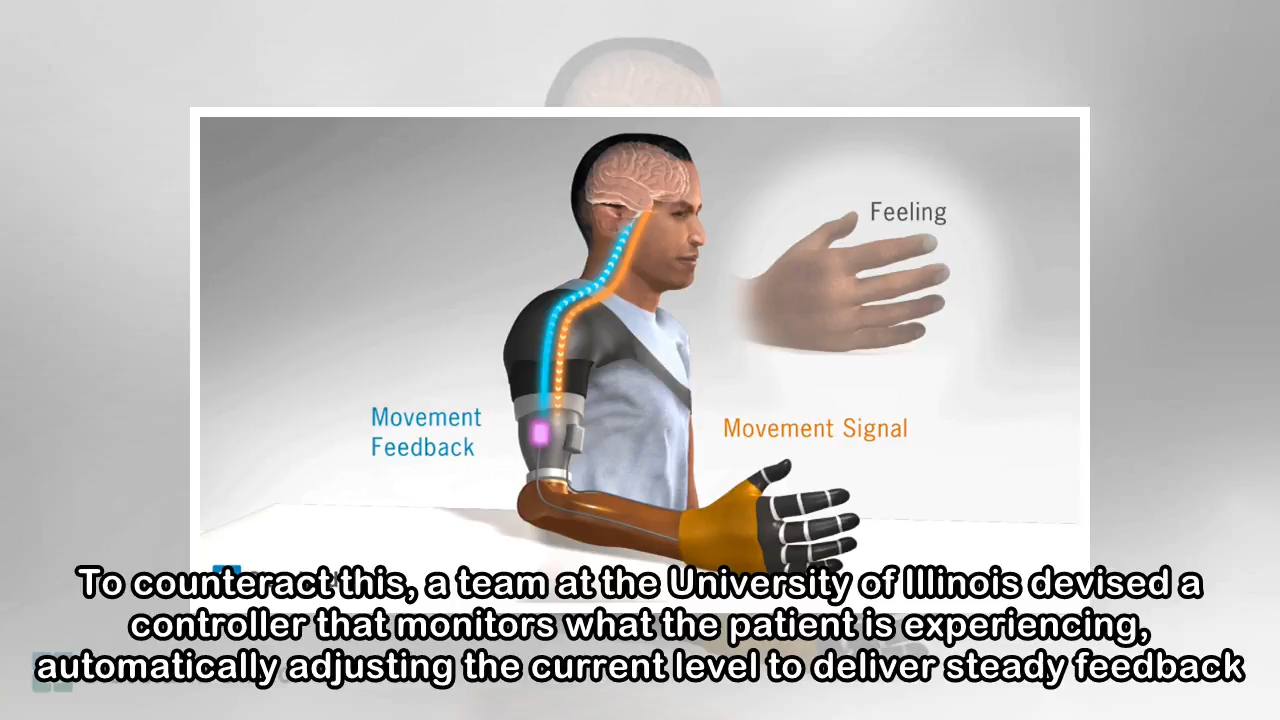 Feeling
Movement
Feedback
Movement Signal
To counteract this, a team at the University of Illinois devised a
controller that monitors what the patient is experiencing,
automatically adjusting the current level to deliver steady feedback